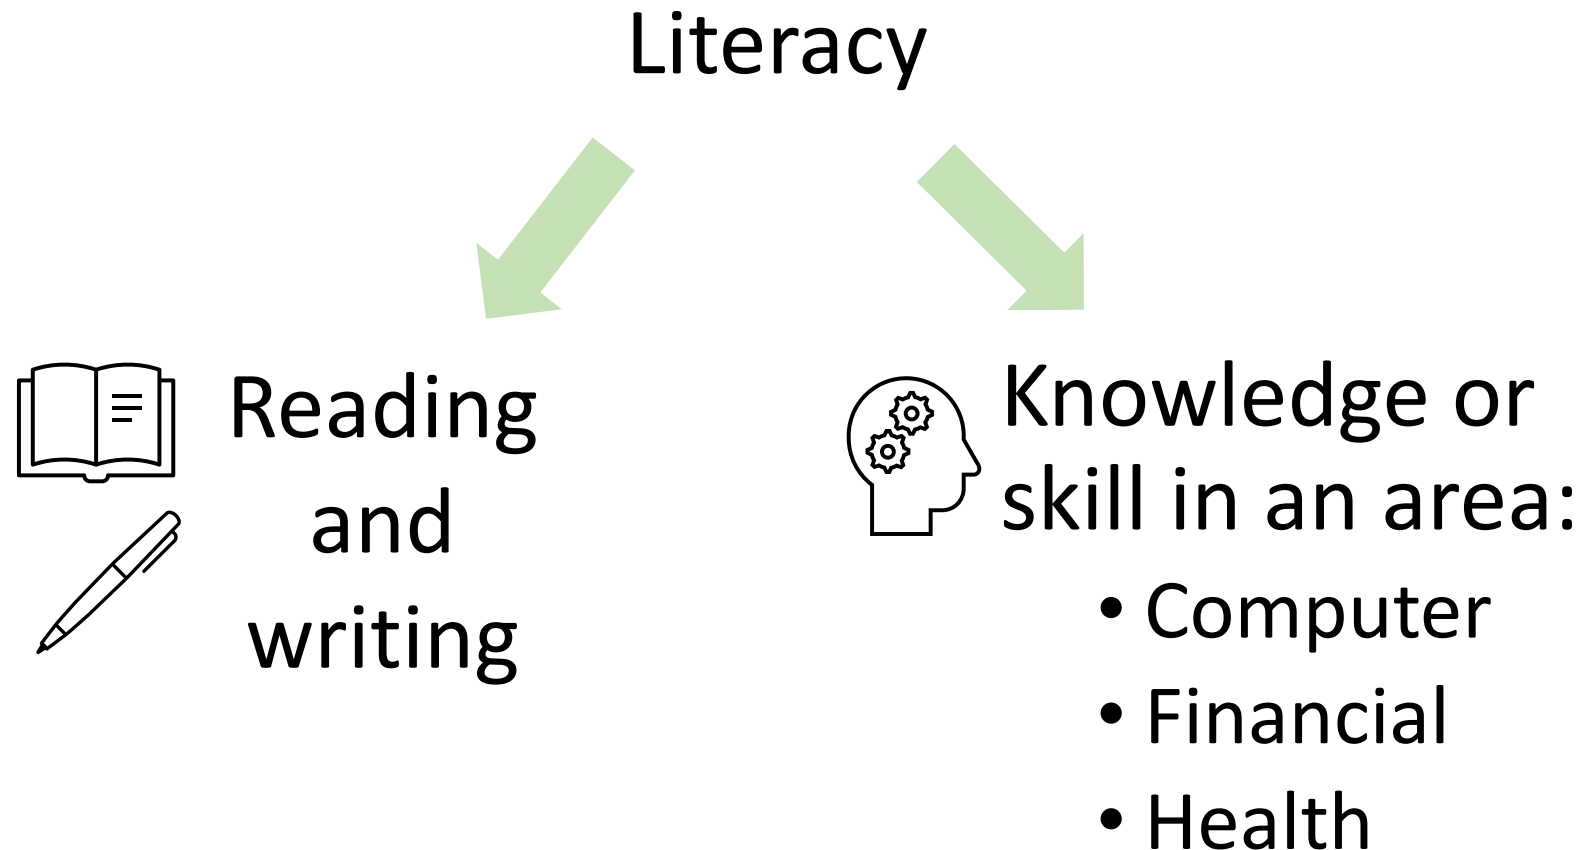 Literacy
Reading
and
writing
Knowledge or
skill in an area:
• Computer
• Financial
• Health